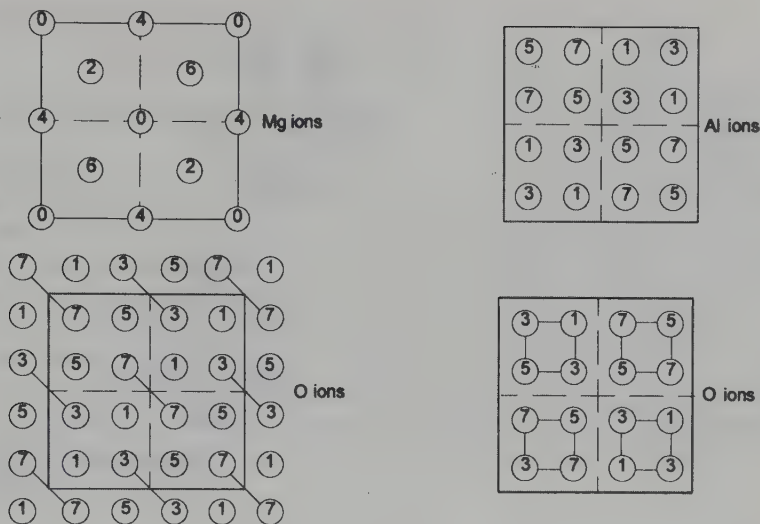 0 4 0
2 6
4 0 4 Mg ions
6 2
0 4 0
5 7 1 3
7 5 3 1
Al ions
1 3 5 7
3 1 7 5
7 1 3 5 7 1
1 7 5 3 1 7
3 5 7 1 3 5
O ions
5 3 1 7 5 3
7 1 3 5 7 1
1 7 5 3 1 7
3 1 7 5
5 3 5 7
O ions
7 5 3 1
3 7 1 3